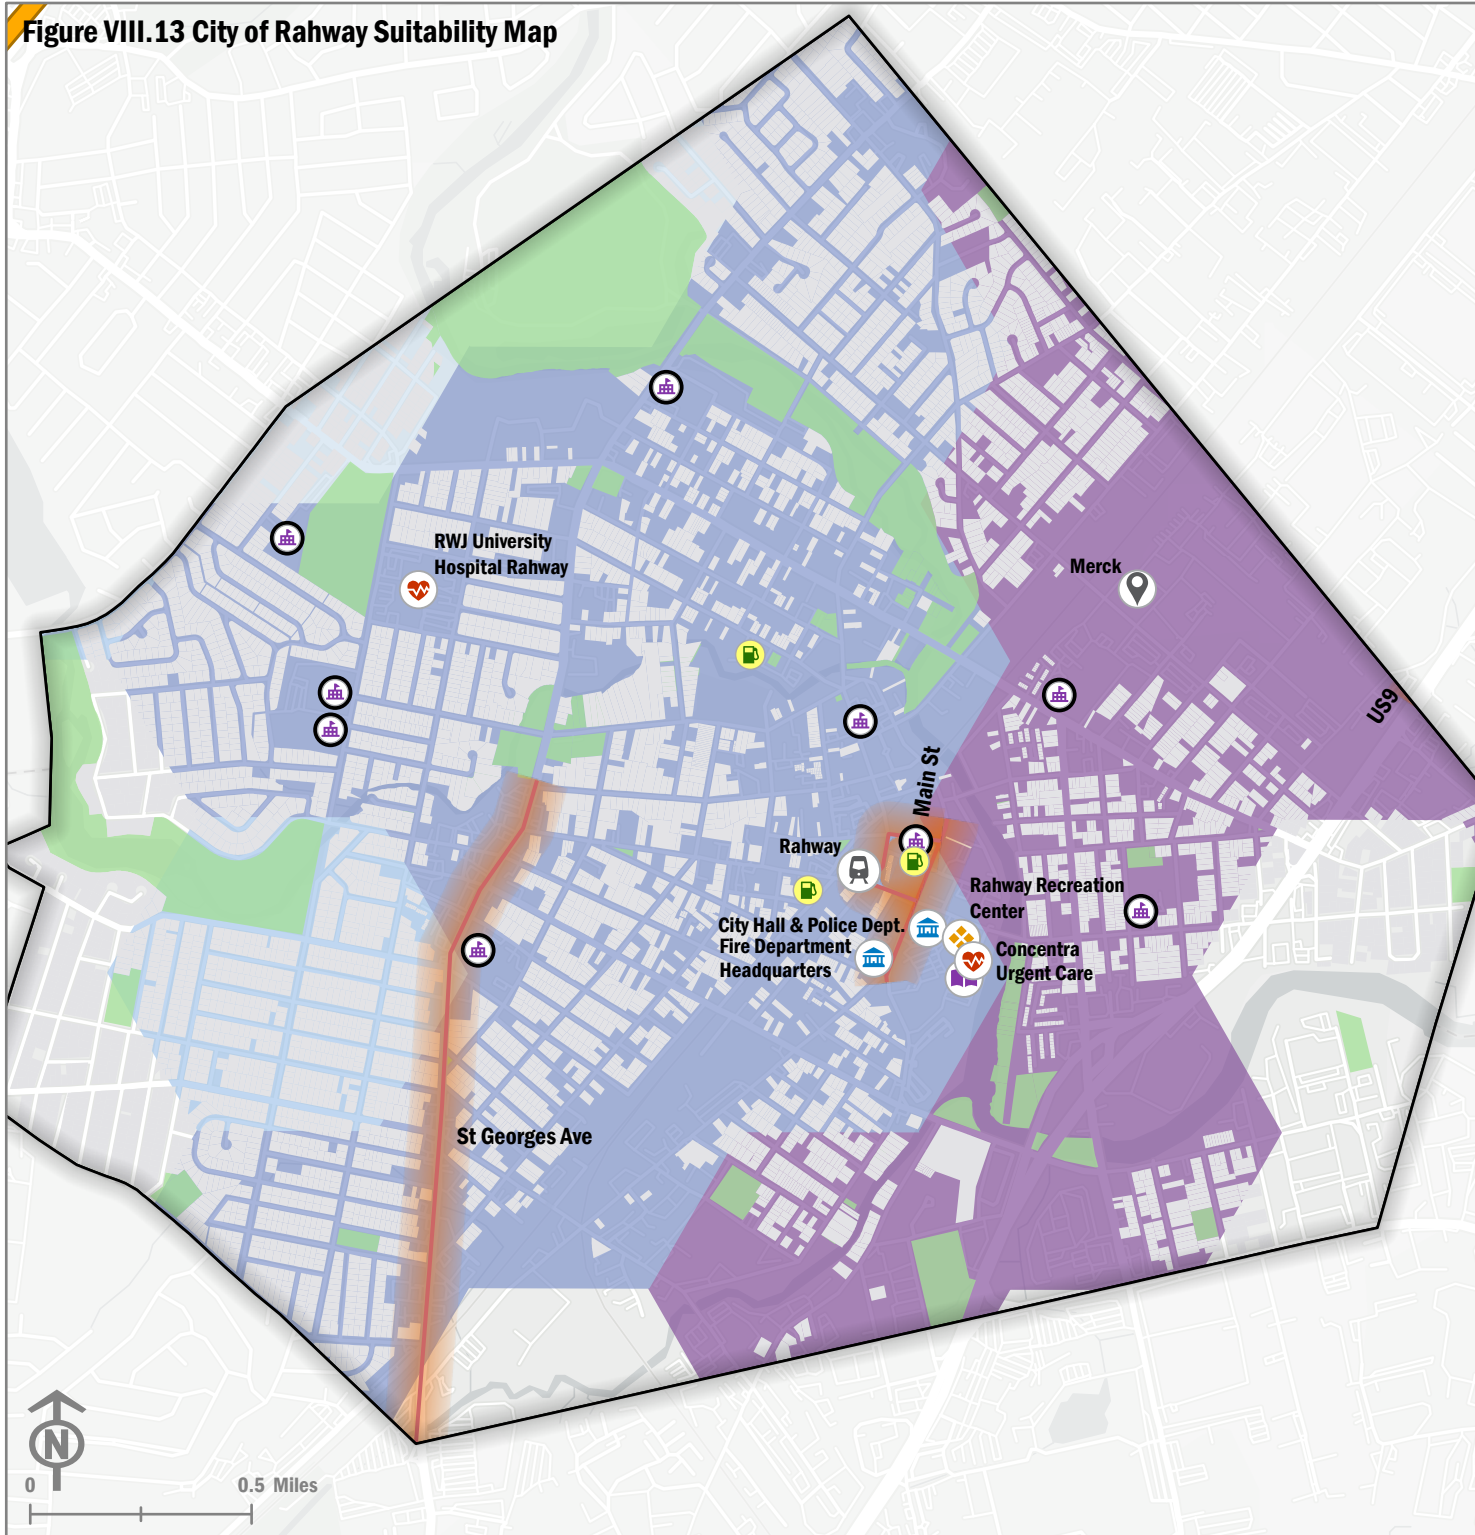 Figure VIII.13 City of Rahway Suitability Map
RWJ University
Hospital Rahway
Merck
US9
Main St
Rahway
Rahway Recreation
Center
City Hall & Police Dept.
Fire Department
Headquarters
Concentra
Urgent Care
St Georges Ave
N
0
0.5 Miles